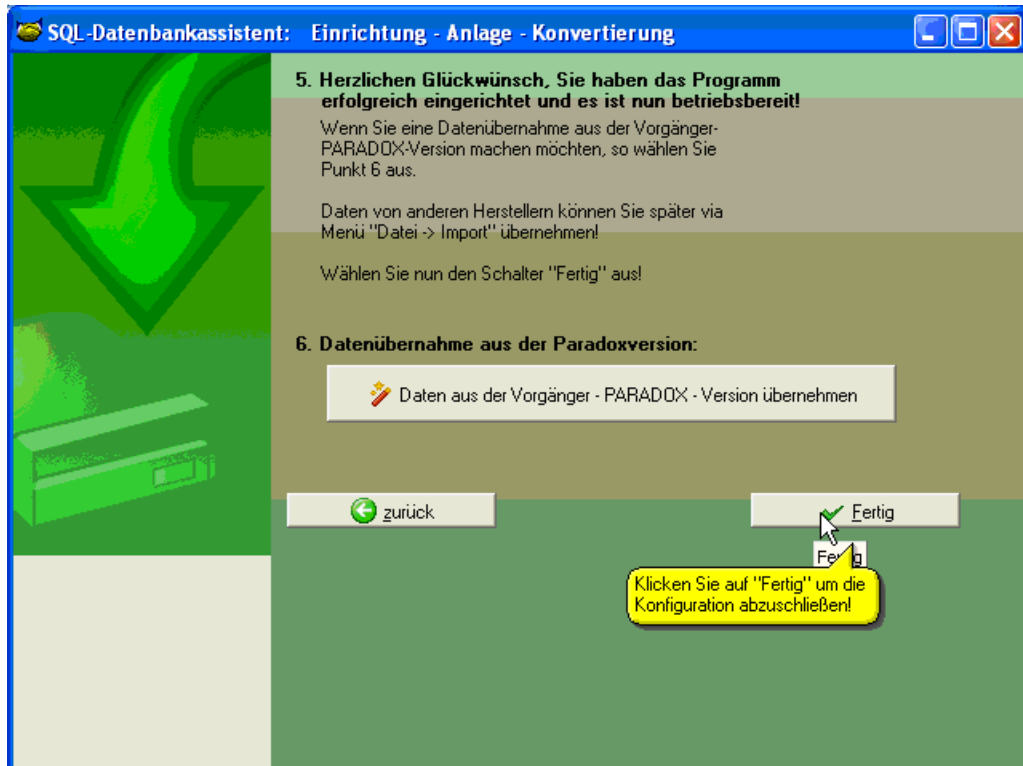 SQL-Datenbankassistent: Einrichtung - Anlage - Konvertierung
5. Herzlichen Glückwünsch, Sie haben das Programm
erfolgreich eingerichtet und es ist nun betriebsbereit!
Wenn Sie eine Datenübernahme aus der Vorgänger-
PARADOX-Version machen möchten, so wählen Sie
Punkt 6 aus.
Daten von anderen Herstellern können Sie später via
Menü "Datei -> Import" übernehmen!
Wählen Sie nun den Schalter "Fertig" aus!
6. Datenübernahme aus der Paradoxversion:
Daten aus der Vorgänger - PARADOX - Version übernehmen
zurück
Fertig
Klicken Sie auf "Fertig" um die
Konfiguration abzuschließen!